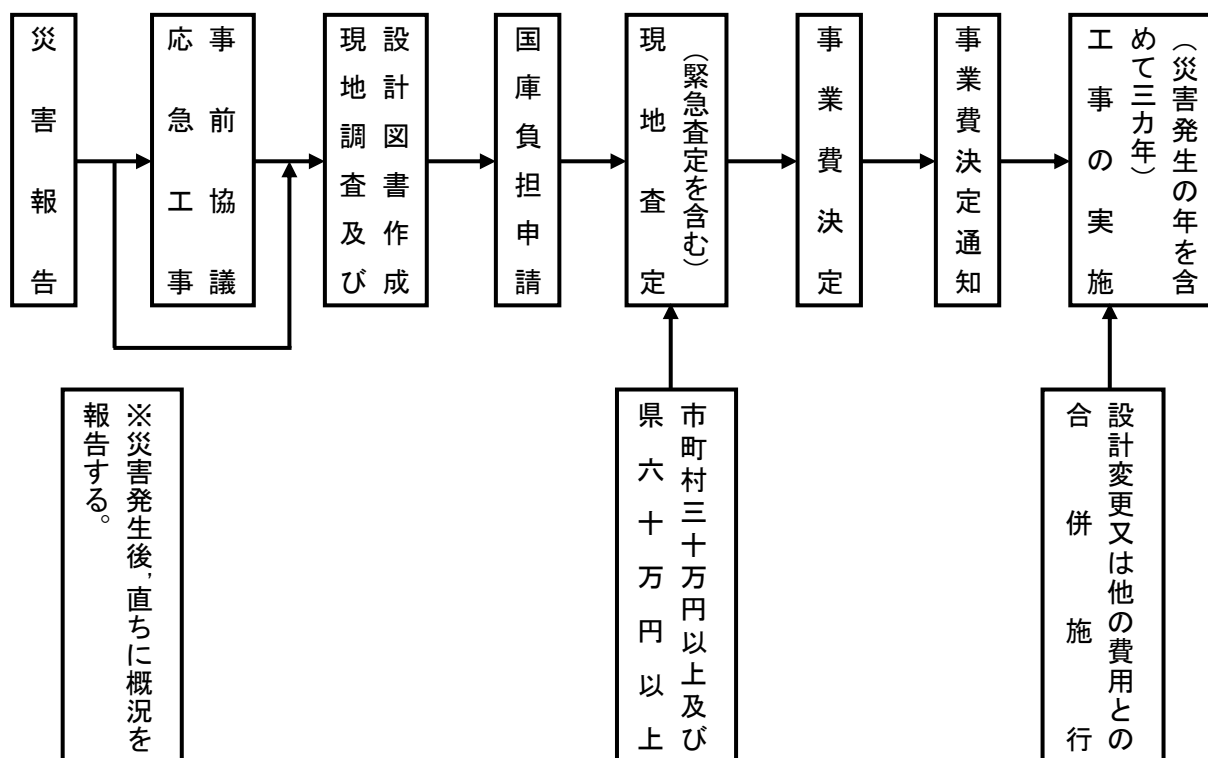 災害報告
事前協議
応急工事
現地調査及び
設計図書作成
国庫負担申請
現地査定
(緊急査定を含む)
事業費決定
事業費決定通知
工事の実施
(災害発生の年を含
めて三カ年)
※災害発生後,直ちに概況を
報告する。
市町村三十万円以上及び
県六十万円以上
設計変更又は他の費用との
合併施行